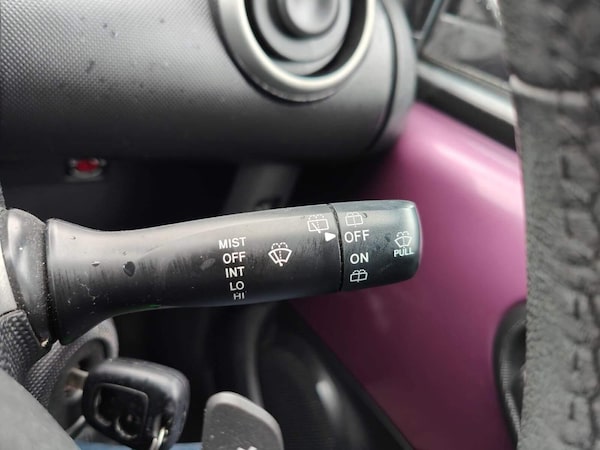 MIST
OFF
INT
LO
HI
OFF
ON
PULL